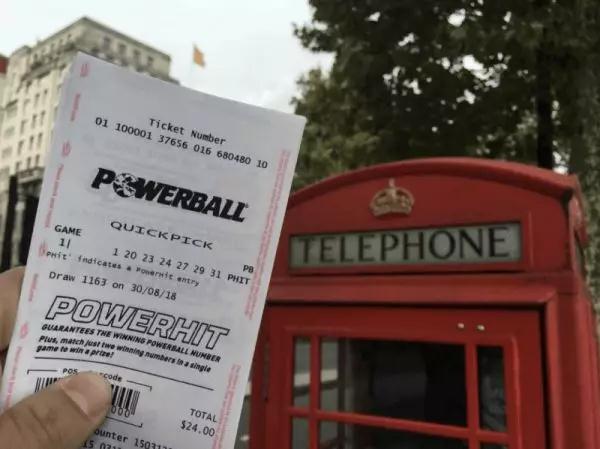 Ticket Number
01 100001 37656 016 680480 10
POWERBALL
QUICKPICK
GAME PB
1| 1 20 23 24 27 29 31 PHIT
PHit' indicates a PowerHit entry
Draw 1163 on 30/08/18
POWERHIT
GUARANTEES THE WINNING POWERBALL NUMBER
Plus, match just two winning numbers in a single
game to win a prize!
POS
TOTAL
$24.00
TELEPHONE